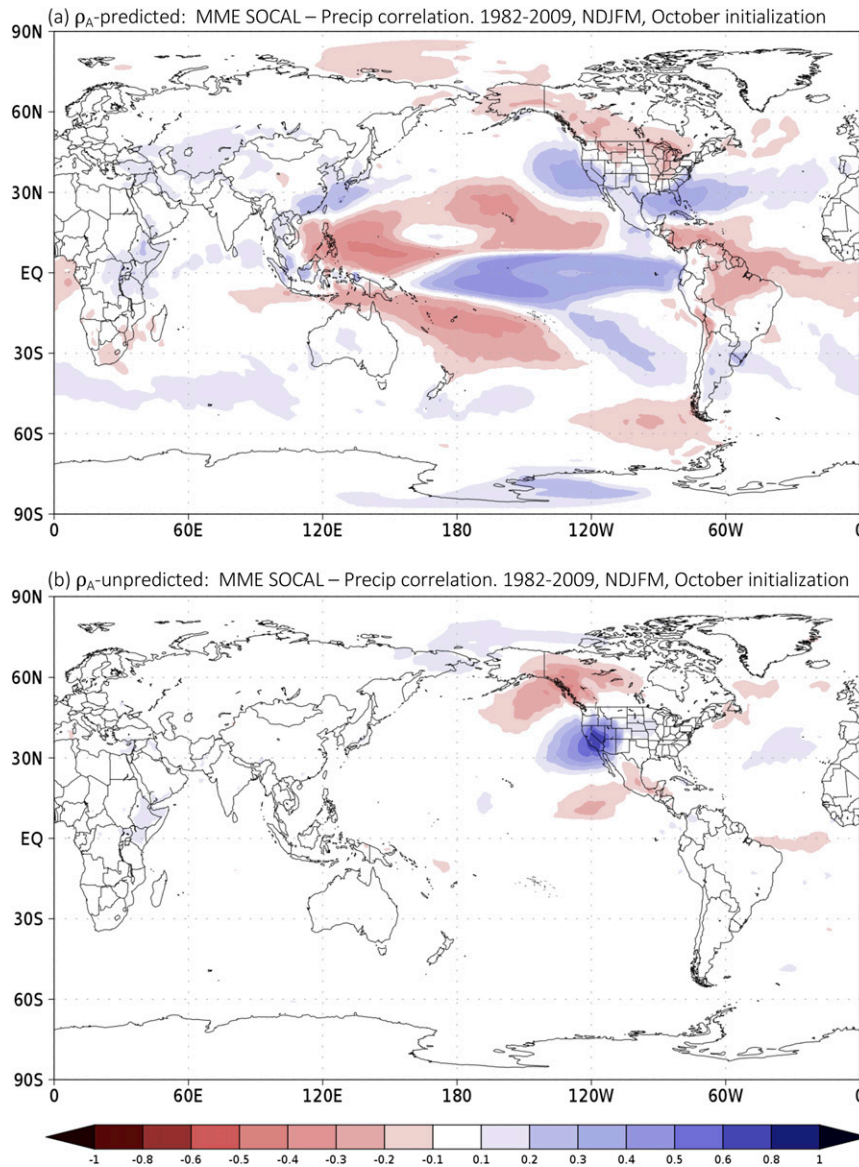 (a) ρA-predicted: MME SOCAL – Precip correlation. 1982-2009, NDJFM, October initialization
90N
60N
30N
EQ
30S
60S
90S
0 60E 120E 180 120W 60W 0
(b) ρA-unpredicted: MME SOCAL – Precip correlation. 1982-2009, NDJFM, October initialization
90N
60N
30N
EQ
30S
60S
90S
0 60E 120E 180 120W 60W 0
-1 -0.8 -0.6 -0.5 -0.4 -0.3 -0.2 -0.1 0.1 0.2 0.3 0.4 0.5 0.6 0.8 1